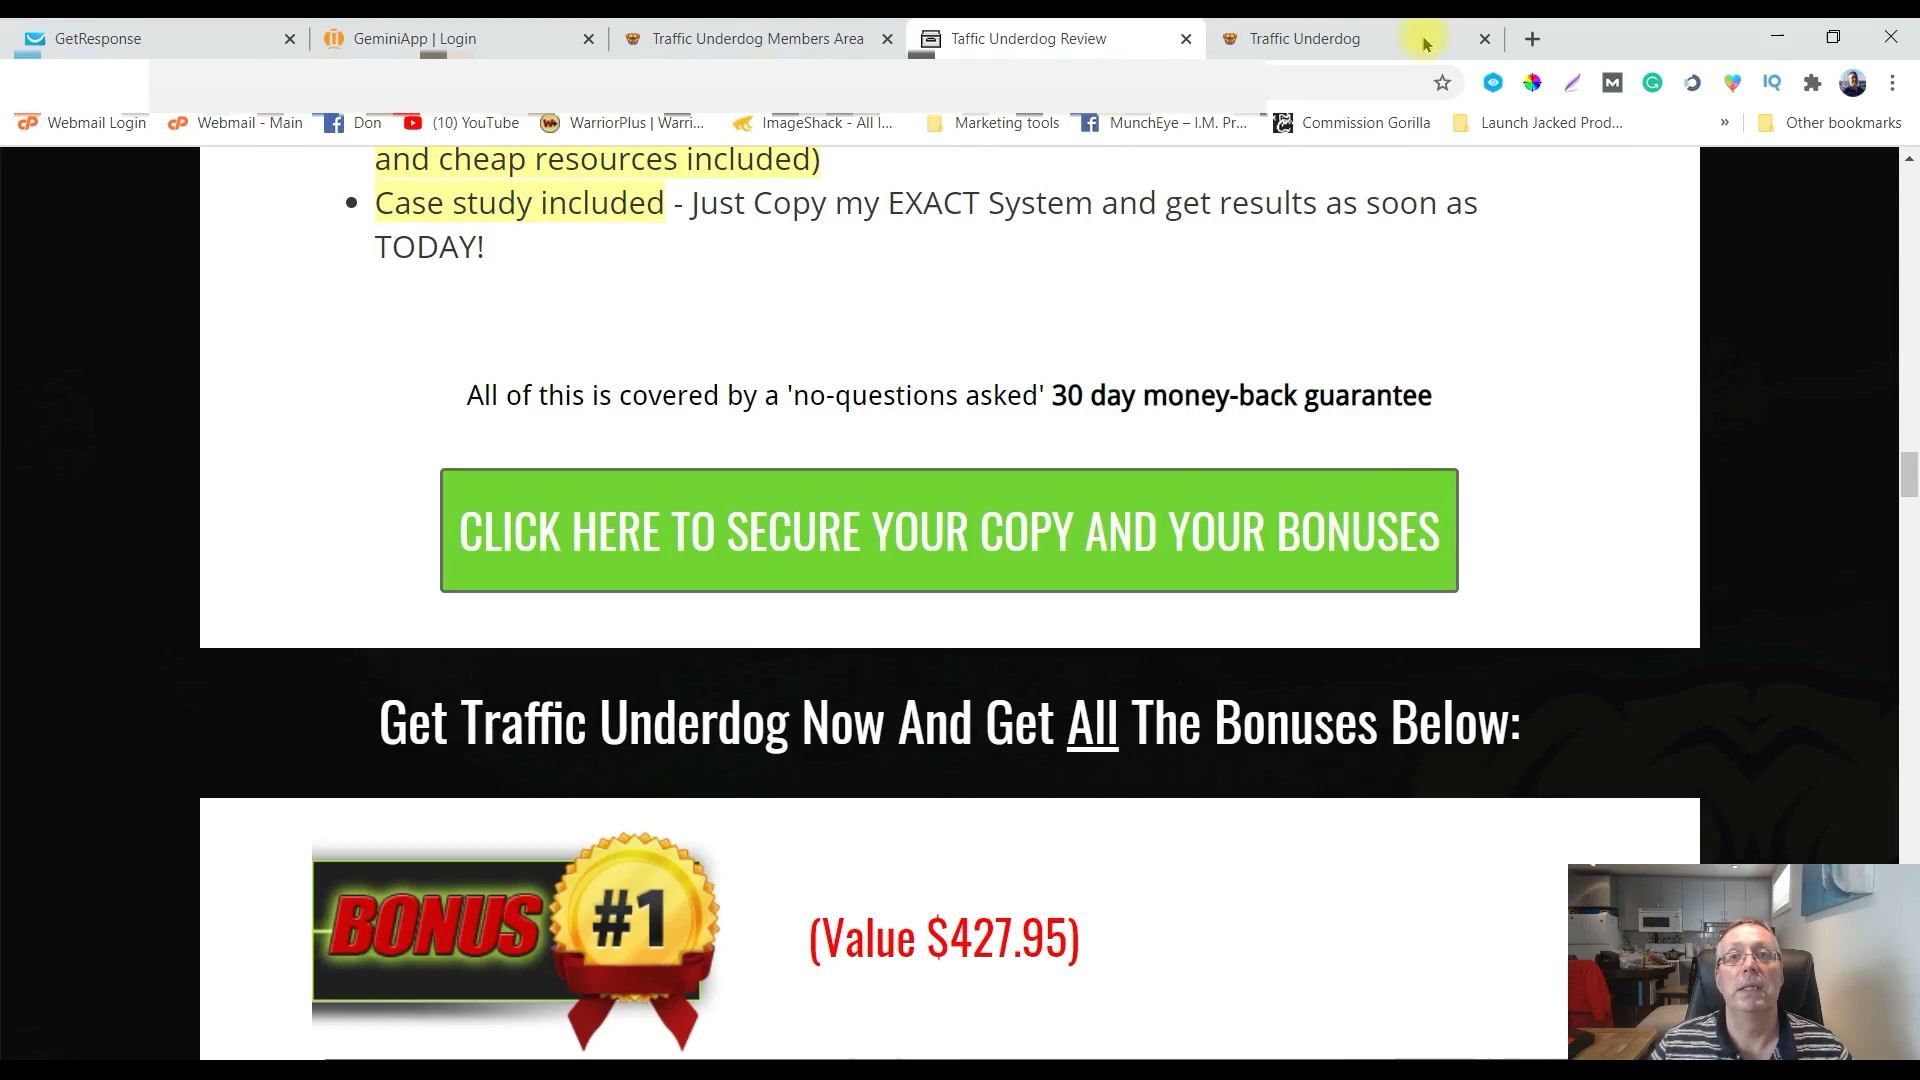 GetResponse
GeminiApp | Login
Traffic Underdog Members Area
Taffic Underdog Review
Traffic Underdog
Webmail Login
Webmail - Main
Don
(10) YouTube
WarriorPlus | Warri...
ImageShack - All I...
Marketing tools
MunchEye – I.M. Pr...
Commission Gorilla
Launch Jacked Prod...
»
Other bookmarks
and cheap resources included)
• Case study included - Just Copy my EXACT System and get results as soon as
TODAY!
All of this is covered by a 'no-questions asked' 30 day money-back guarantee
CLICK HERE TO SECURE YOUR COPY AND YOUR BONUSES
Get Traffic Underdog Now And Get All The Bonuses Below:
BONUS #1
(Value $427.95)